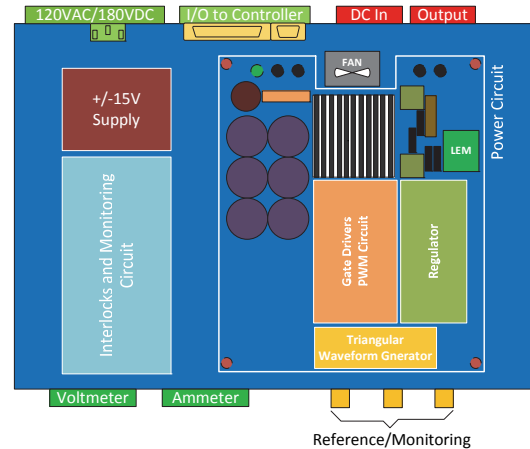 120VAC/180VDC
I/O to Controller
DC In
Output
FAN
+/-15V
Supply
Power Circuit
LEM
Interlocks and Monitoring
Circuit
Gate Drivers
PWM Circuit
Regulator
Triangular
Waveform Gnerator
Voltmeter
Ammeter
Reference/Monitoring